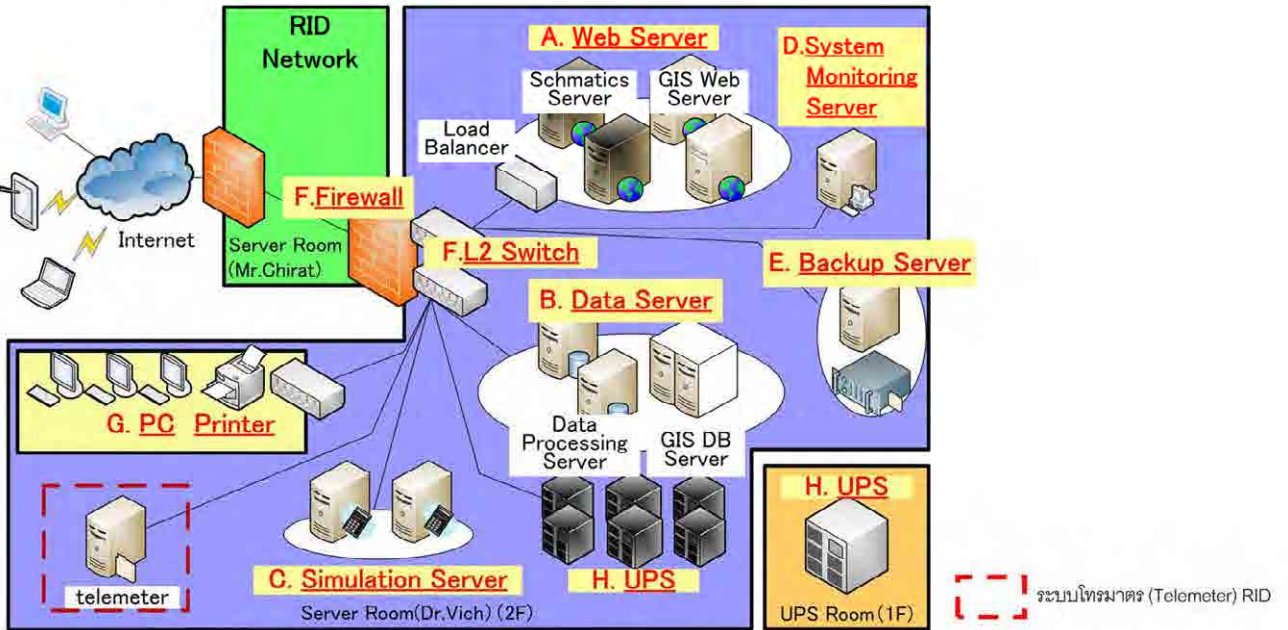 RID
Network
A. Web Server
D.System
Monitoring
Server
Schmatics
Server
GIS Web
Server
Load
Balancer
F.Firewall
Internet
Server Room
(Mr.Chirat)
F.L2 Switch
E. Backup Server
B. Data Server
G. PC Printer
Data
Processing
Server
GIS DB
Server
H. UPS
telemeter
C. Simulation Server
H. UPS
Server Room(Dr.Vich) (2F)
UPS Room(1F)
ระบบโทรมาตร (Telemeter) RID